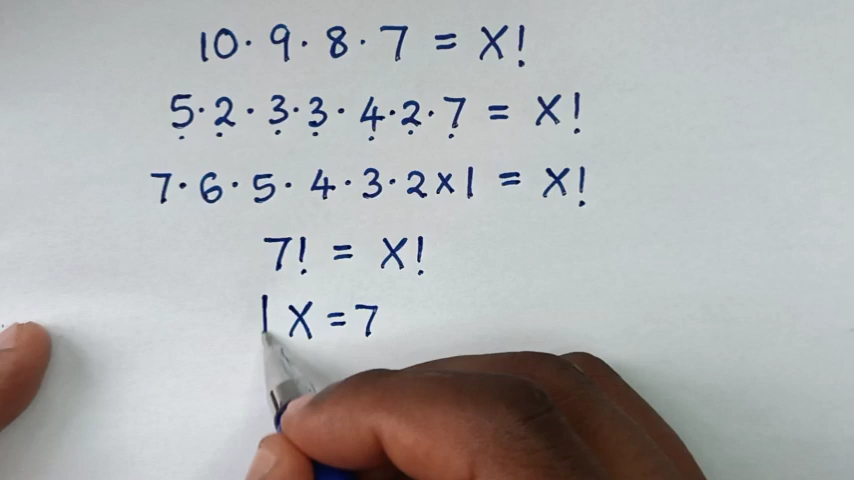 10 · 9 · 8 · 7 = X!
5 · 2 · 3 · 3 · 4 · 2 · 7 = X!
7 · 6 · 5 · 4 · 3 · 2 x 1 = X!
7! = X!
X = 7